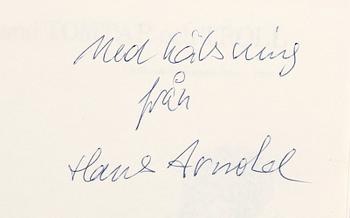 Med hälsning
från
Hans Arnold